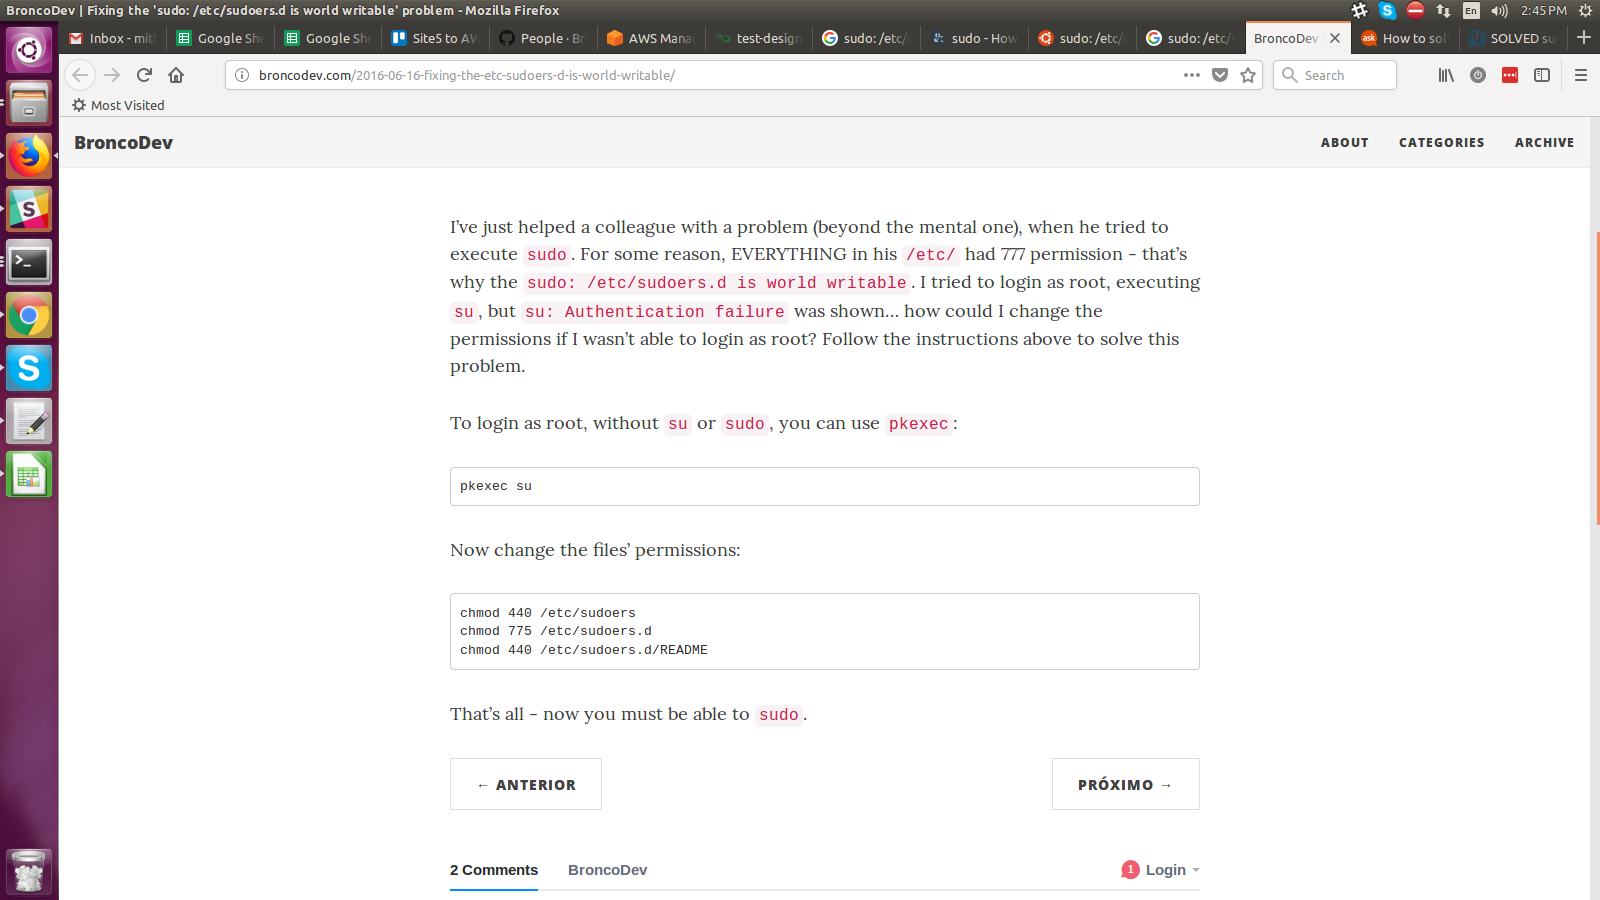 BroncoDev | Fixing the 'sudo: /etc/sudoers.d is world writable' problem - Mozilla Firefox
En
2:45 PM
Inbox - mit
Google She
Google She
Site5 to AW
People · Br
AWS Mana
test-design
sudo: /etc/s
sudo - How
sudo: /etc/s
sudo: /etc/s
BroncoDev
How to sol
SOLVED su
broncodev.com/2016-06-16-fixing-the-etc-sudoers-d-is-world-writable/
Search
Most Visited
BroncoDev
ABOUT
CATEGORIES
ARCHIVE
I’ve just helped a colleague with a problem (beyond the mental one), when he tried to
execute sudo. For some reason, EVERYTHING in his /etc/ had 777 permission - that’s
why the sudo: /etc/sudoers.d is world writable. I tried to login as root, executing
su, but su: Authentication failure was shown… how could I change the
permissions if I wasn’t able to login as root? Follow the instructions above to solve this
problem.
To login as root, without su or sudo, you can use pkexec:
pkexec su
Now change the files’ permissions:
chmod 440 /etc/sudoers
chmod 775 /etc/sudoers.d
chmod 440 /etc/sudoers.d/README
That’s all - now you must be able to sudo.
← ANTERIOR
PRÓXIMO →
2 Comments
BroncoDev
1
Login